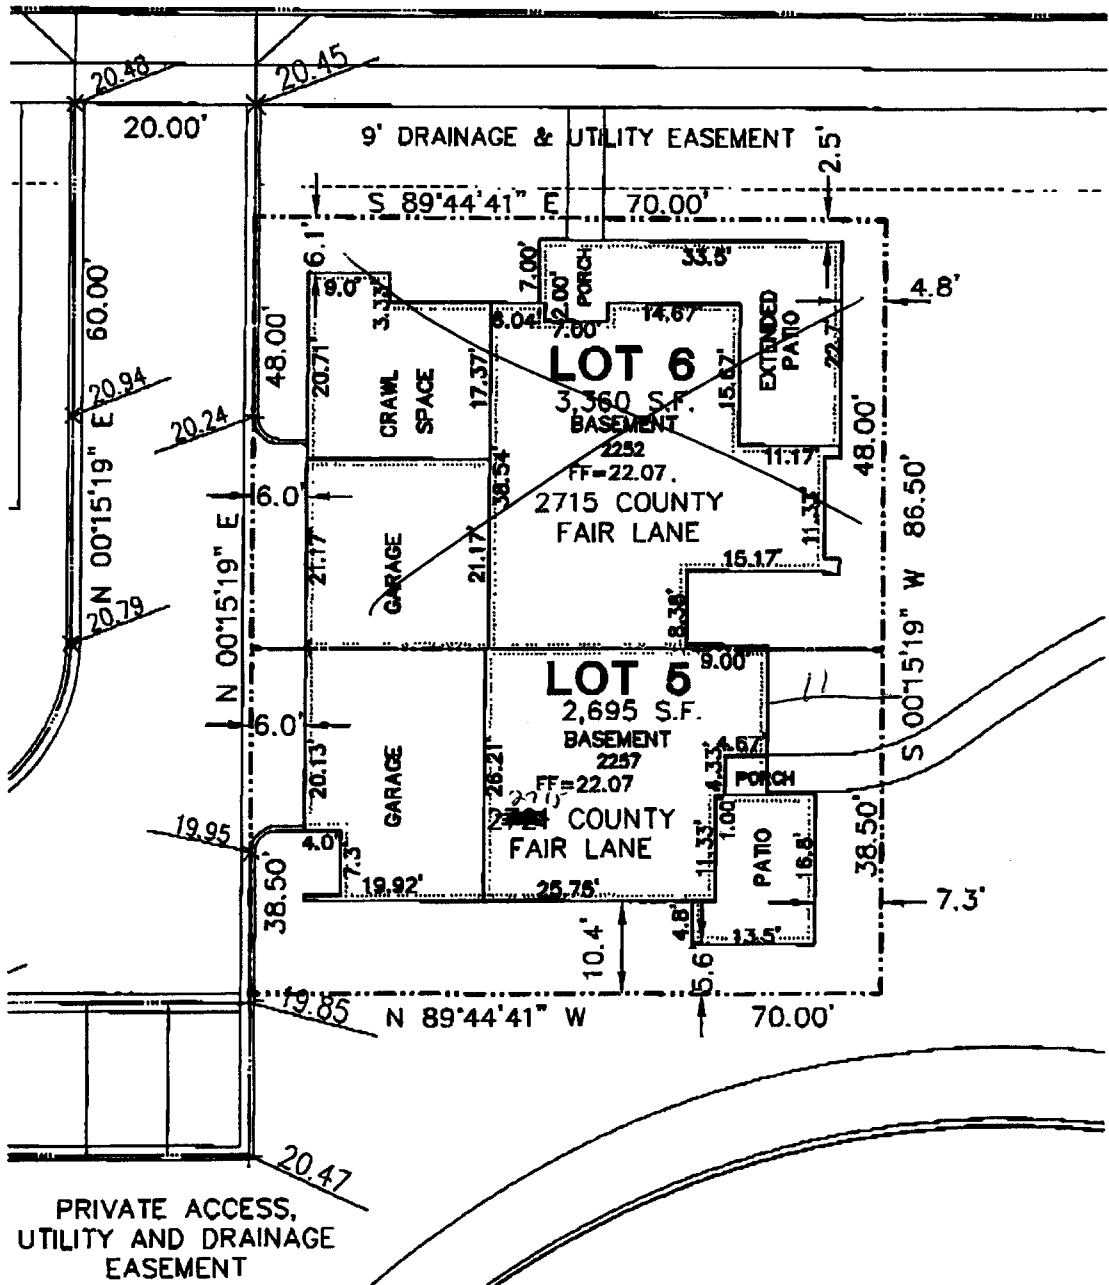 20.48
20.45
20.00'
9' DRAINAGE & UTILITY EASEMENT
2.5'
S 89°44'41" E 70.00'
6.1'
7.00'
PORCH
33.5'
4.8'
9.0'
3.33'
2.00'
6.04'
7.00'
14.67'
EXTENDED
PATIO
22.7'
60.00'
48.00'
20.71'
CRAWL
SPACE
17.37'
LOT 6
3,360 S.F.
BASEMENT
2252
FF=22.07
2715 COUNTY
FAIR LANE
15.67'
11.17'
48.00'
20.94
20.24
N 00°15'19" E
6.0'
38.54'
11.33'
86.50'
21.17'
GARAGE
21.17'
15.17'
8.38'
20.79
N 00°15'19" E
S 00°15'19" W
9.00'
LOT 5
2,695 S.F.
BASEMENT
2257
FF=22.07
COUNTY
FAIR LANE
11
6.0'
20.13'
GARAGE
26.21'
4.67'
4.33'
PORCH
1.00'
19.95
4.0'
7.3'
19.92'
25.75'
11.33'
PATIO
16.8'
38.50'
38.50'
7.3'
10.4'
4.8'
13.5'
5.6'
19.85
N 89°44'41" W 70.00'
20.47
PRIVATE ACCESS,
UTILITY AND DRAINAGE
EASEMENT